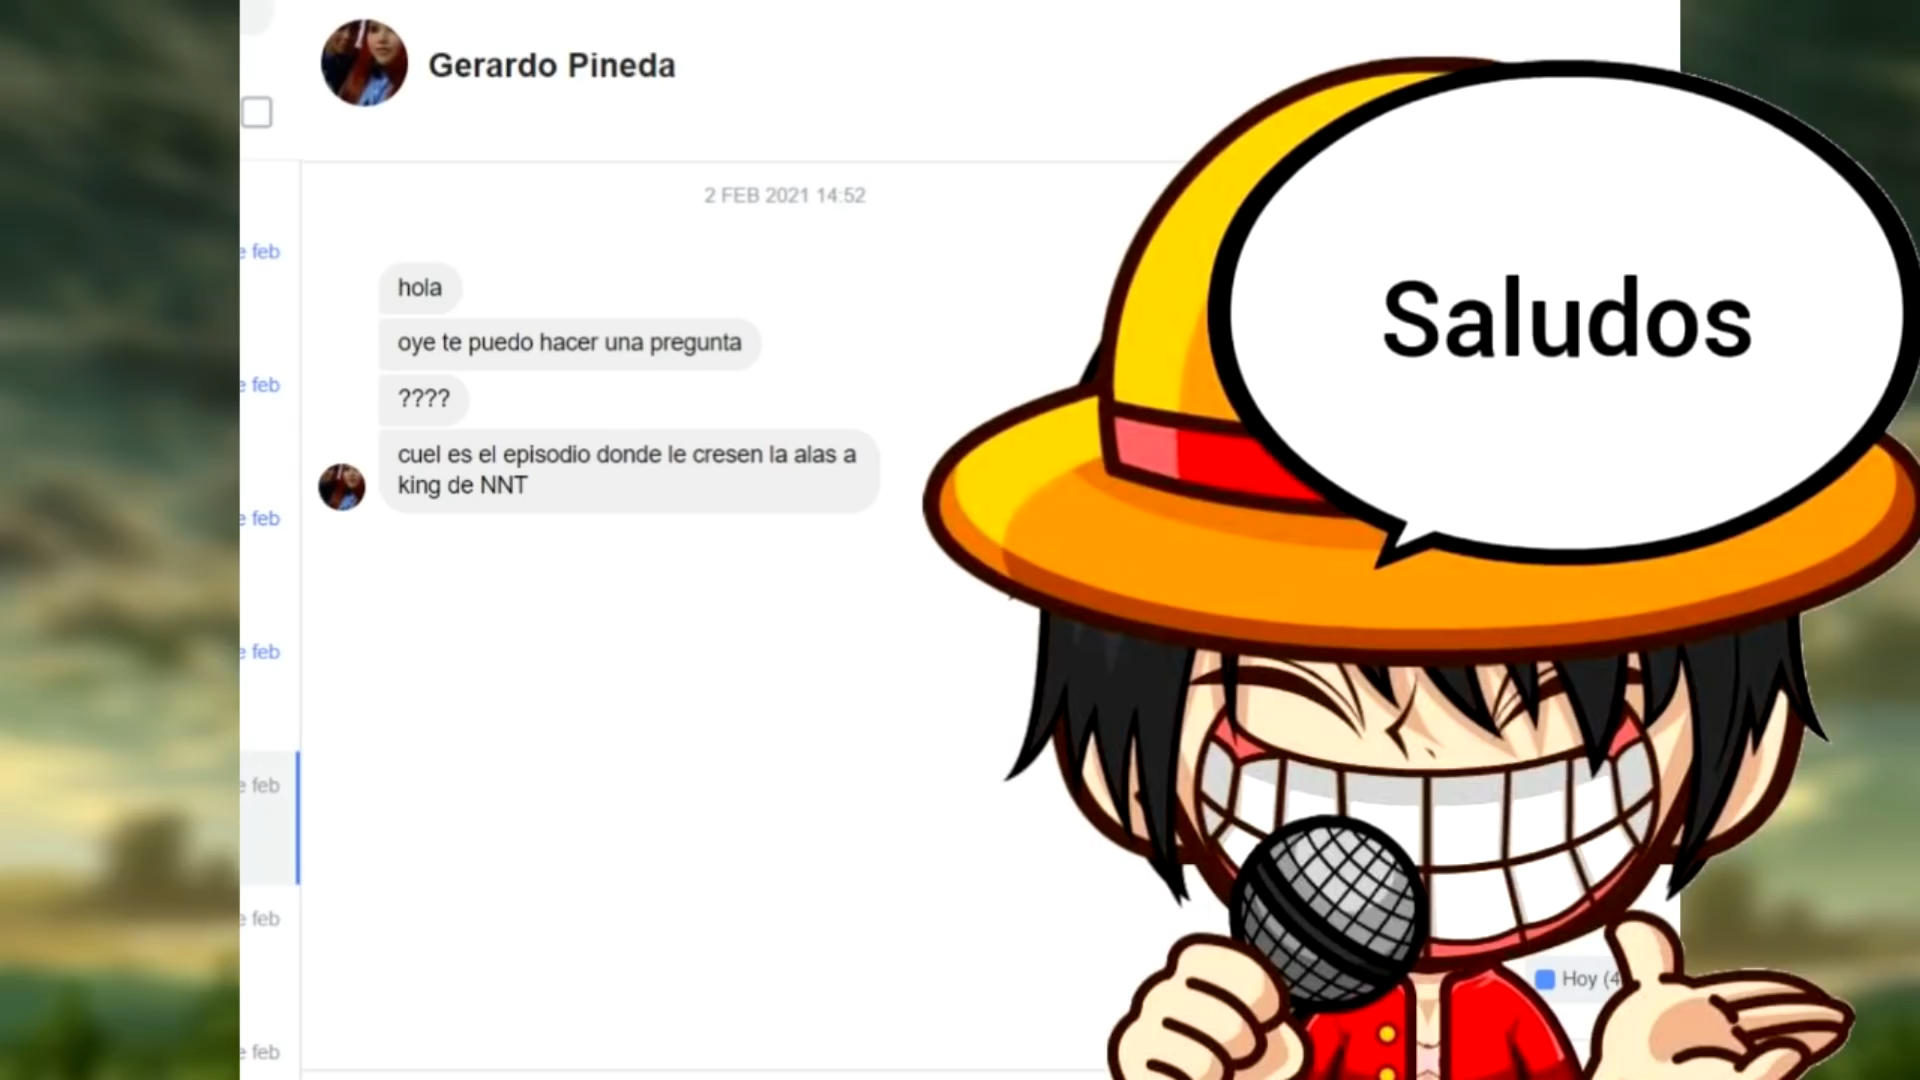 Gerardo Pineda
2 FEB 2021 14:52
e feb
hola
oye te puedo hacer una pregunta
e feb
????
cuel es el episodio donde le cresen la alas a
king de NNT
e feb
e feb
e feb
e feb
e feb
Saludos
Hoy (4